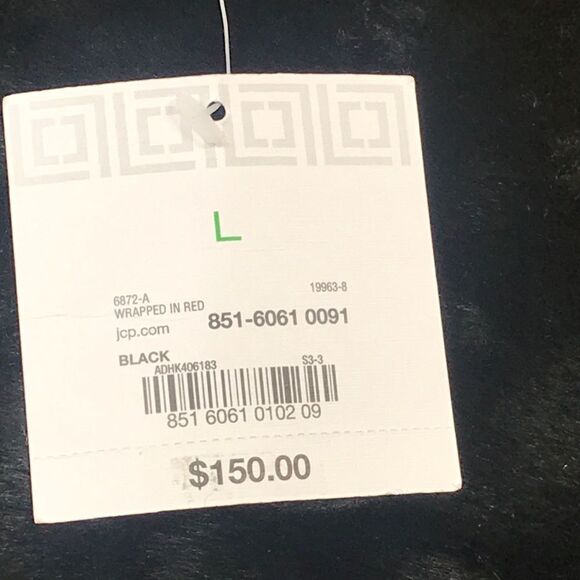 L
6872-A 19963-8
WRAPPED IN RED
jcp.com 851-6061 0091
BLACK
ADHK406183 S3-3
851 6061 0102 09
$150.00